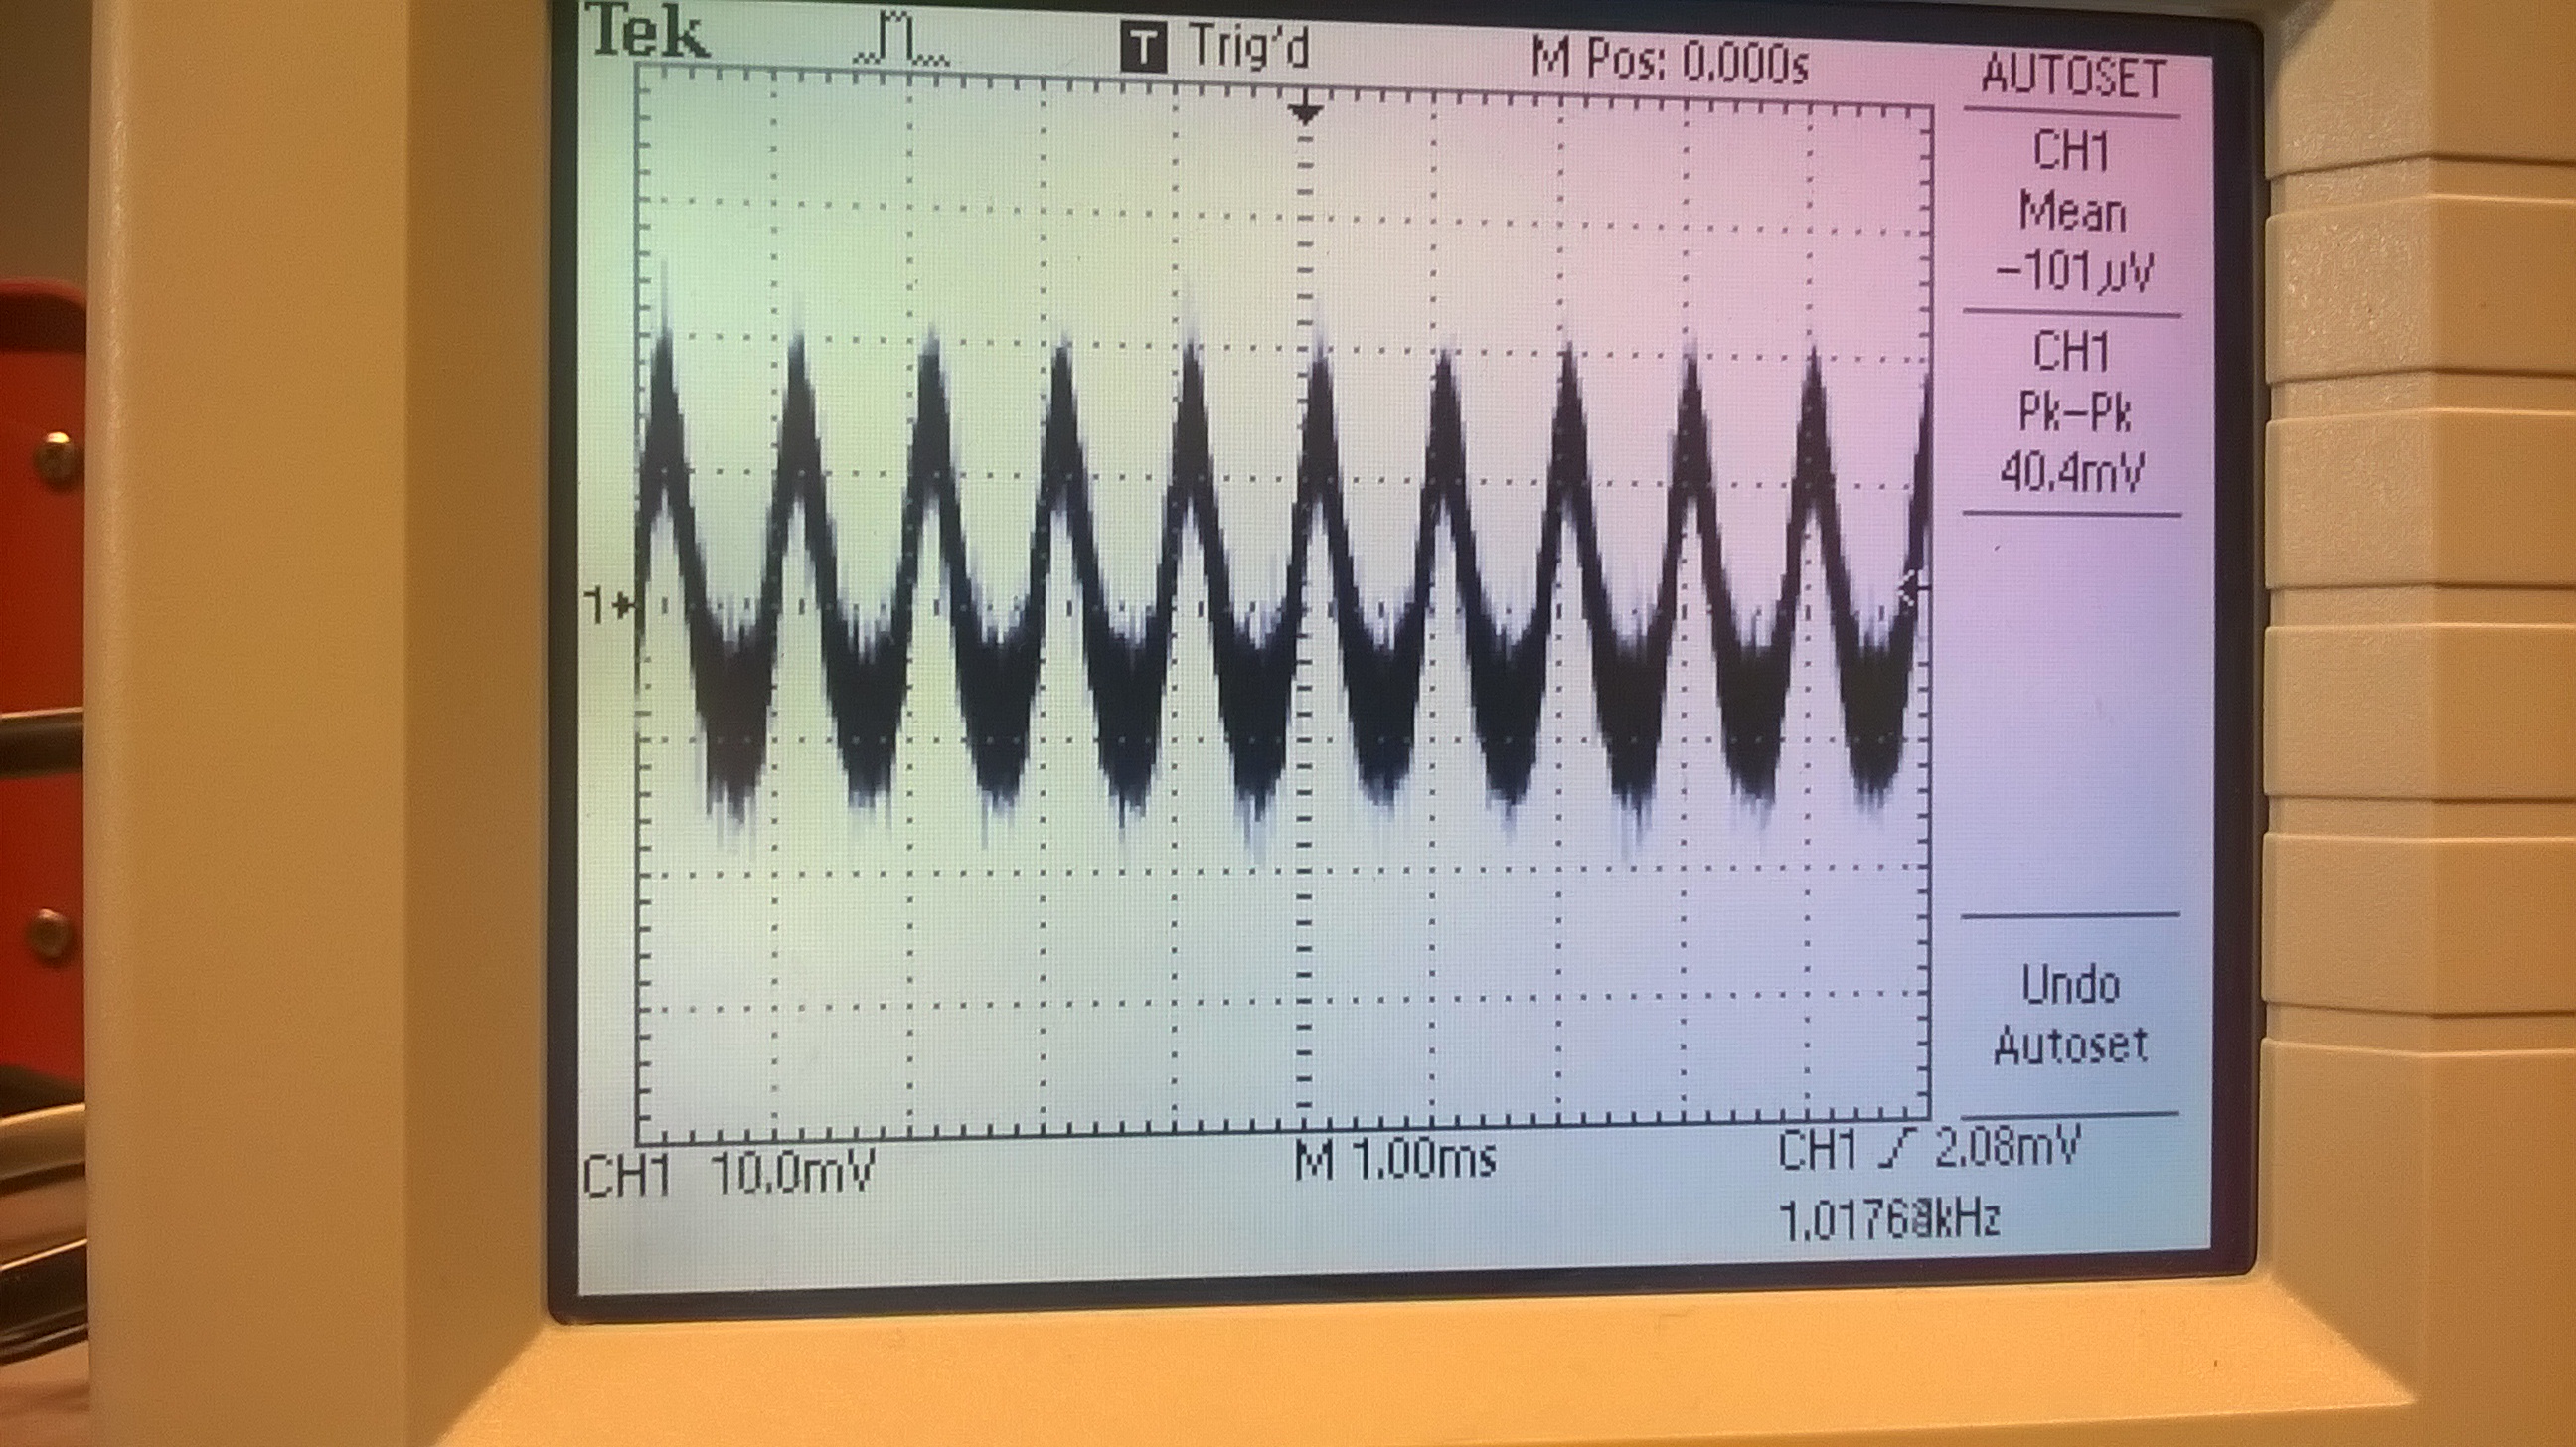 Tek T Trig'd M Pos: 0.000s
AUTOSET
CH1
Mean
-101µV
CH1
Pk-Pk
40.4mV
1
Undo
Autoset
CH1 10.0mV M 1.00ms CH1 2.08mV